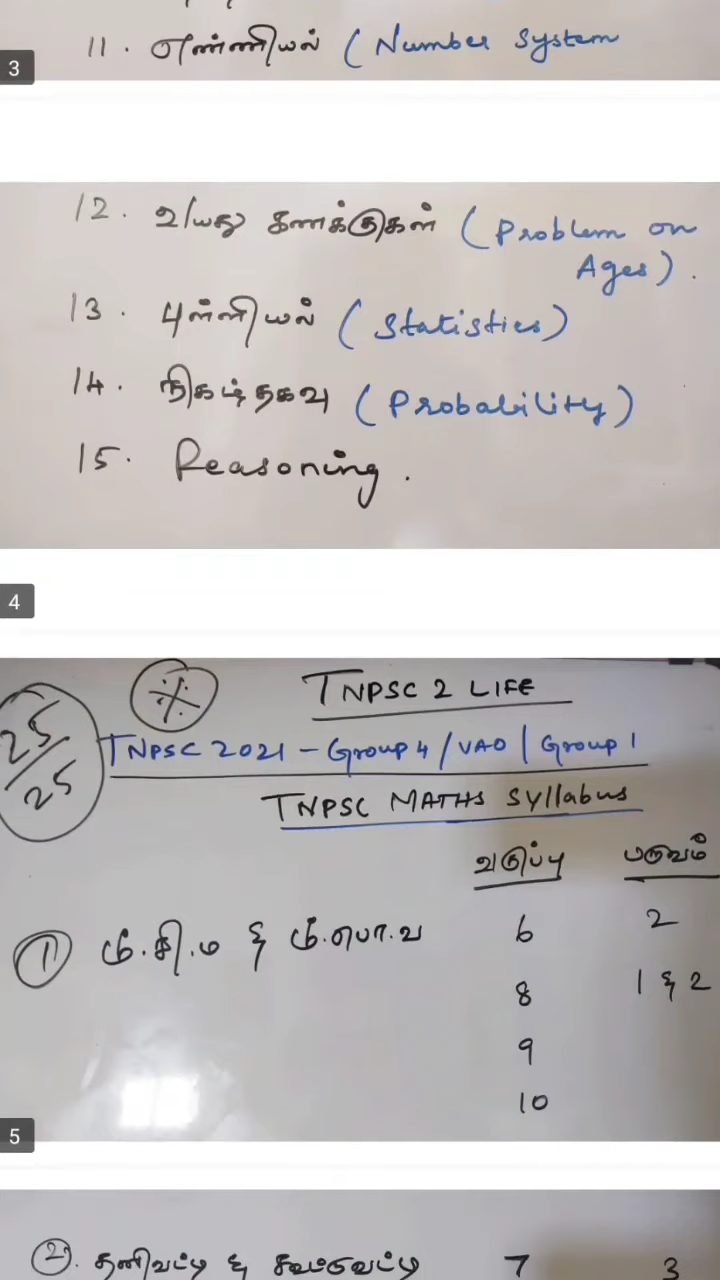 11. எண்ணியல் (Number System
3
12. வயது கணக்குகள் (Problem on
Ages).
13. புள்ளியியல் (Statistics)
14. நிகழ்தகவு (Probability)
15. Reasoning.
4
TNPSC 2 LIFE
25/25
TNPSC 2021 - Group 4 / VAO / Group 1
TNPSC MATHS Syllabus
வகுப்பு பருவம்
1 மீ.சி.ம & மீ.பொ.வ 6 2
8 1 & 2
9
10
5
2. தனிவட்டி & கூட்டுவட்டி 7 3